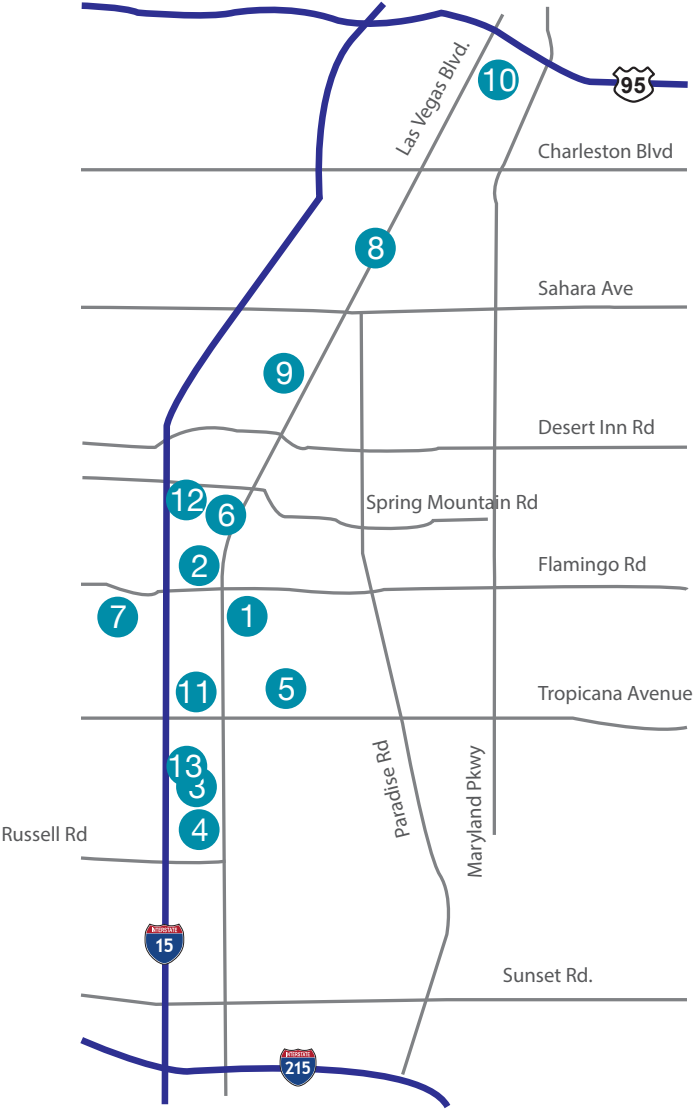 Las Vegas Blvd.
10
95
Charleston Blvd
8
Sahara Ave
9
Desert Inn Rd
12
6
Spring Mountain Rd
2
Flamingo Rd
7
1
11
5
Tropicana Avenue
13
3
Paradise Rd
Maryland Pkwy
4
Russell Rd
INTERSTATE
15
Sunset Rd.
INTERSTATE
215